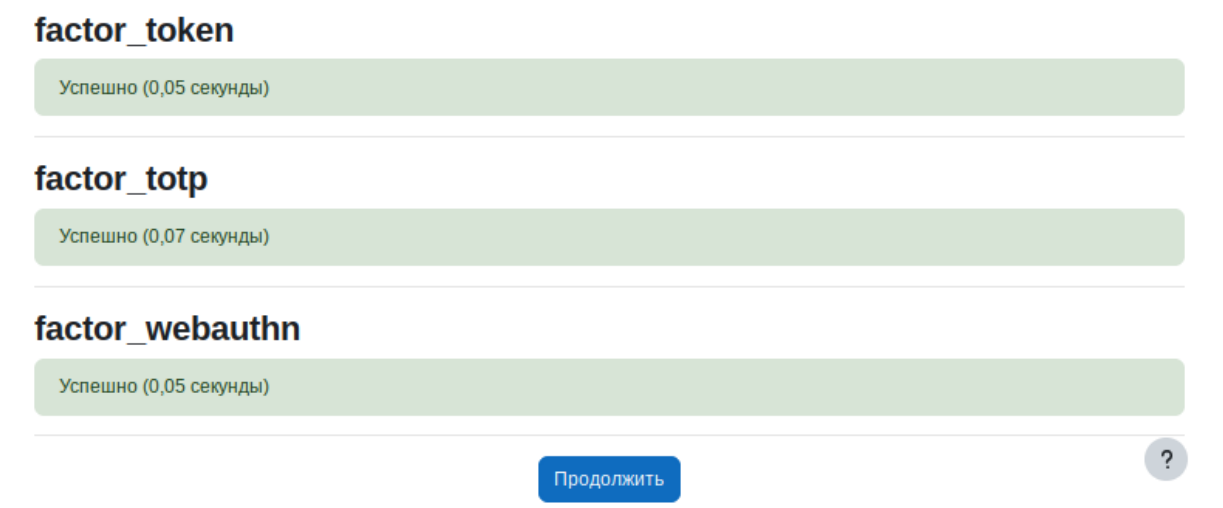 factor_token
Успешно (0,05 секунды)
factor_totp
Успешно (0,07 секунды)
factor_webauthn
Успешно (0,05 секунды)
Продолжить
?